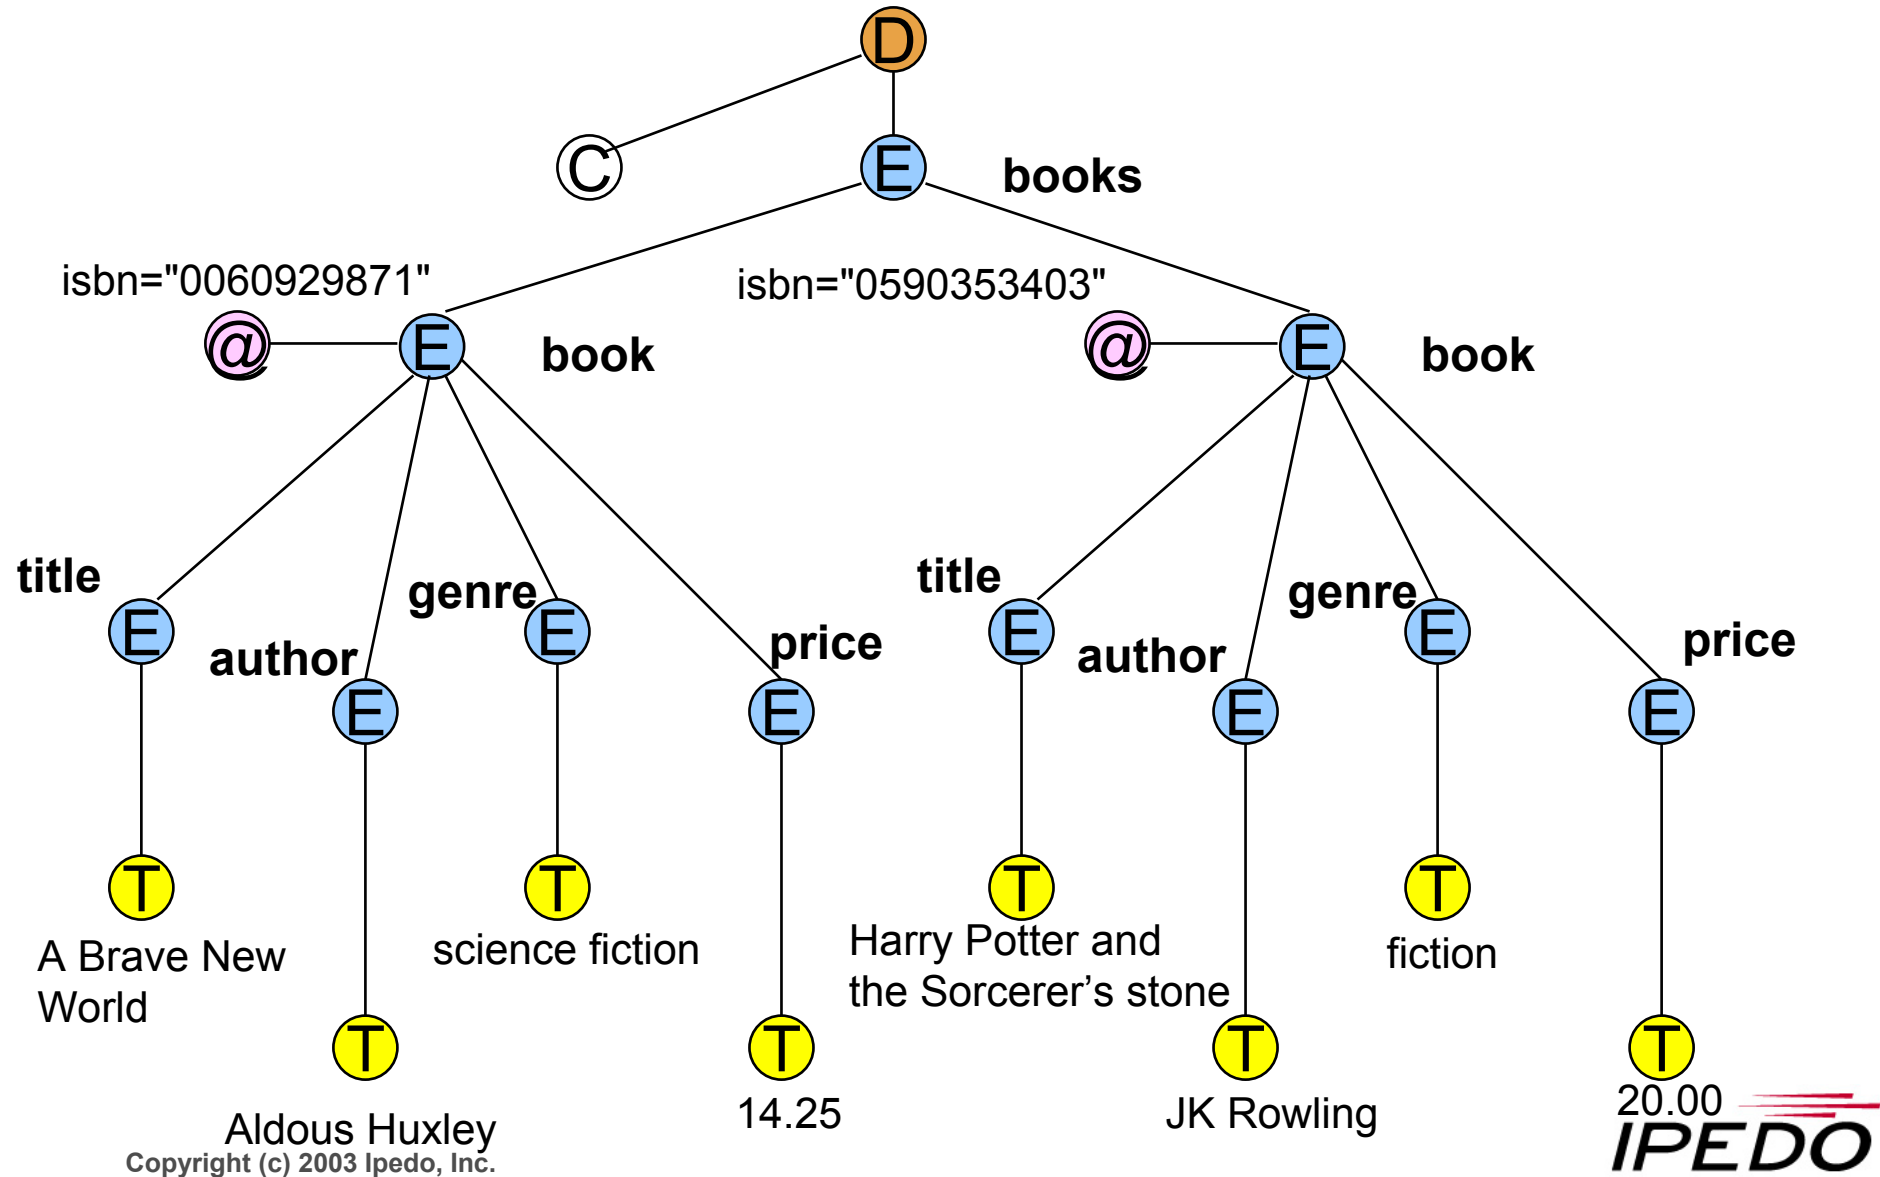 D
C
E
books
isbn="0060929871"
isbn="0590353403"
@
E
book
@
E
book
title
E
author
E
genre
E
price
E
title
E
author
E
genre
E
price
E
T
A Brave New
World
T
science fiction
T
Harry Potter and
the Sorcerer’s stone
T
fiction
T
Aldous Huxley
T
14.25
T
JK Rowling
T
20.00
Copyright (c) 2003 Ipedo, Inc.
IPEDO